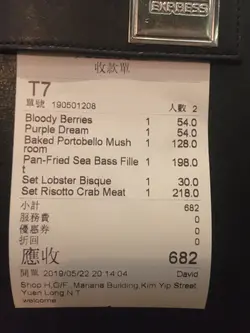 EXPRESS
收款單
T7
單號 190501208 人數 2
Bloody Berries 1 54.0
Purple Dream 1 54.0
Baked Portobello Mush 1 128.0
room
Pan-Fried Sea Bass Fille 1 198.0
t
Set Lobster Bisque 1 30.0
Set Risotto Crab Meat 1 218.0
小計 682
服務費 0
優惠券 0
折回 0
應收 682
開單 2019/05/22 20 14:04 David
Shop H,G/F, Manana Building,Kim Yip Street
Yuen Long N T
welcome